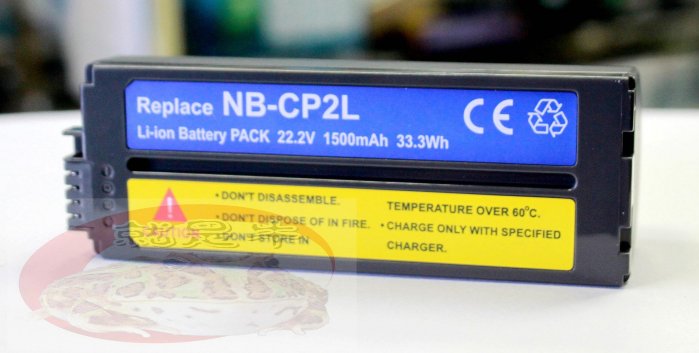 Replace NB-CP2L
Li-ion Battery PACK 22.2V 1500mAh 33.3Wh
CE
• DON'T DISASSEMBLE.
• DON'T DISPOSE OF IN FIRE.
• DON'T STORE IN
TEMPERATURE OVER 60°C.
• CHARGE ONLY WITH SPECIFIED
CHARGER.